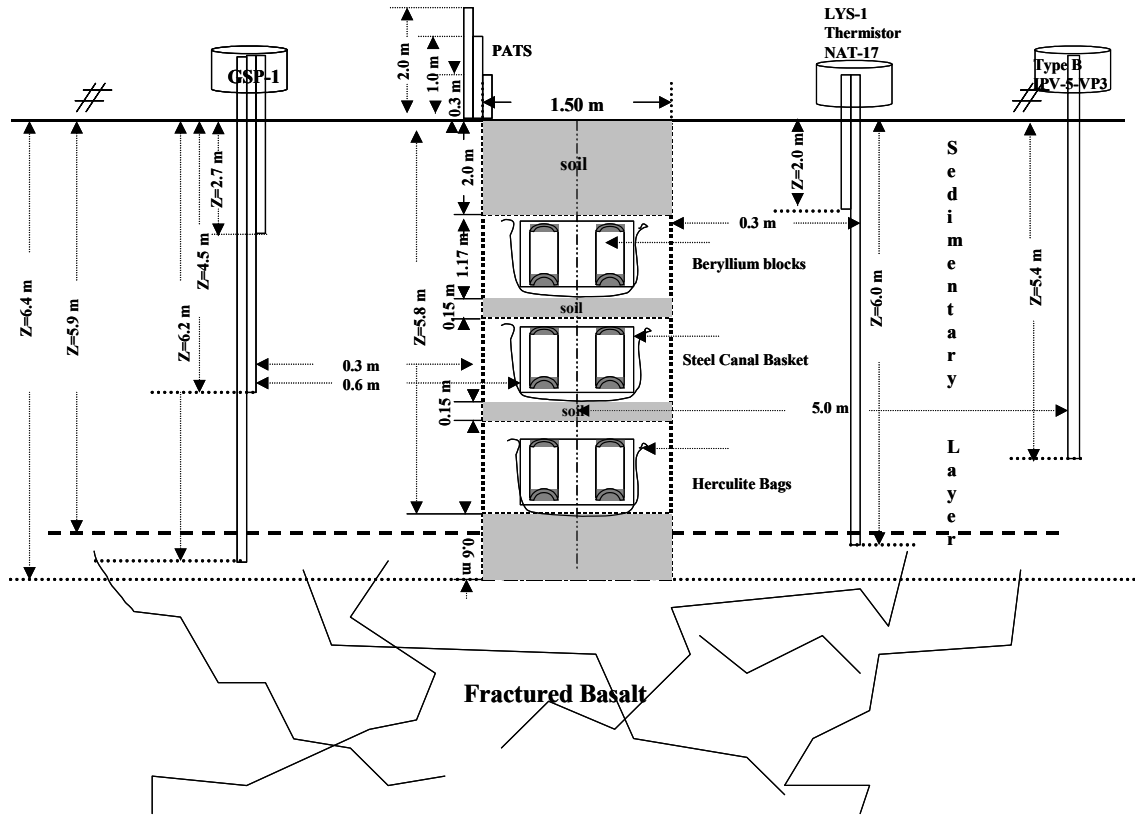 LYS-1
Thermistor
NAT-17
PATS
GSP-1
Type B
IPV-5-VP3
2.0 m
1.0 m
0.3 m
1.50 m
soil
2.0 m
Z=2.7 m
Z=4.5 m
Z=6.2 m
Z=5.9 m
Z=6.4 m
Z=5.8 m
1.17 m
0.15 m
soil
0.3 m
0.6 m
0.15 m
soil
0.6 m
Z=2.0 m
Z=6.0 m
0.3 m
Beryllium blocks
Steel Canal Basket
5.0 m
Herculite Bags
Z=5.4 m
Sedimentary
Layer
Fractured Basalt